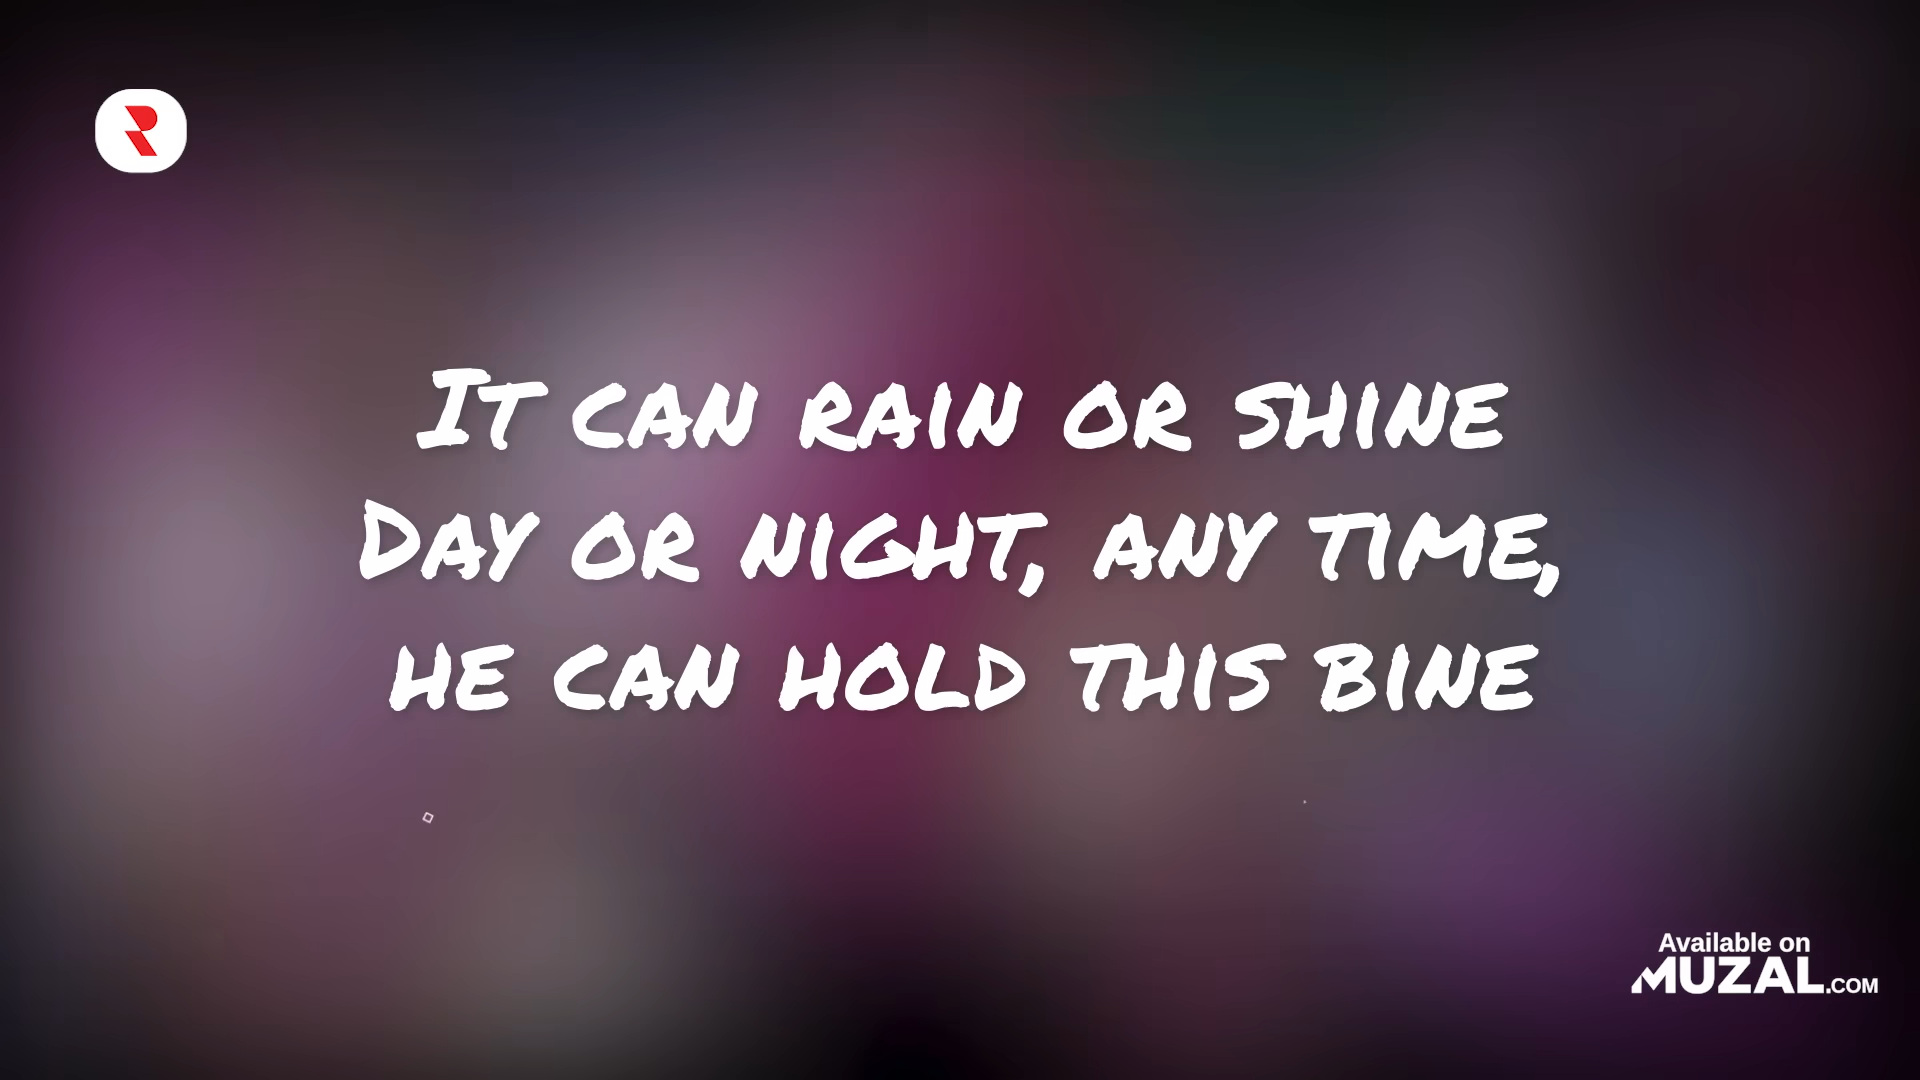 It can rain or shine
Day or night, any time,
he can hold this bine
Available on
MUZAL.COM